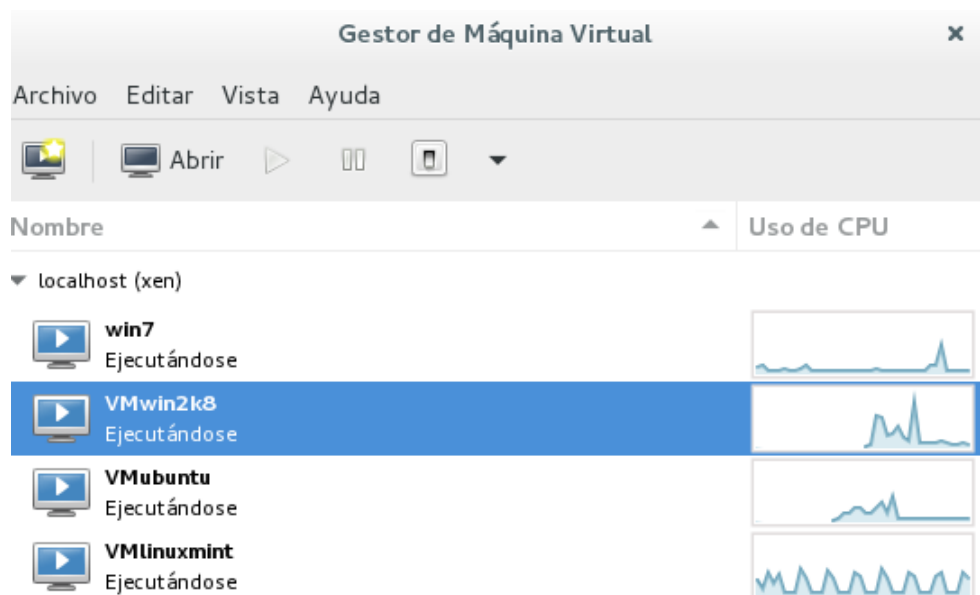 Gestor de Máquina Virtual
Archivo Editar Vista Ayuda
Abrir
Nombre Uso de CPU
localhost (xen)
win7
Ejecutándose
VMwin2k8
Ejecutándose
VMubuntu
Ejecutándose
VMlinuxmint
Ejecutándose